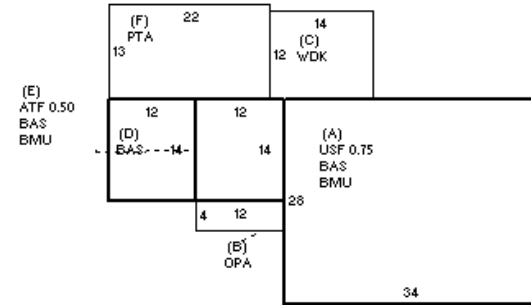 (F)
PTA
22
13
14
(C)
WDK
12
(E)
ATF 0.50
BAS
BMU
12
(D)
BAS
14
12
14
(A)
USF 0.75
BAS
BMU
28
4
12
(B)
OPA
34